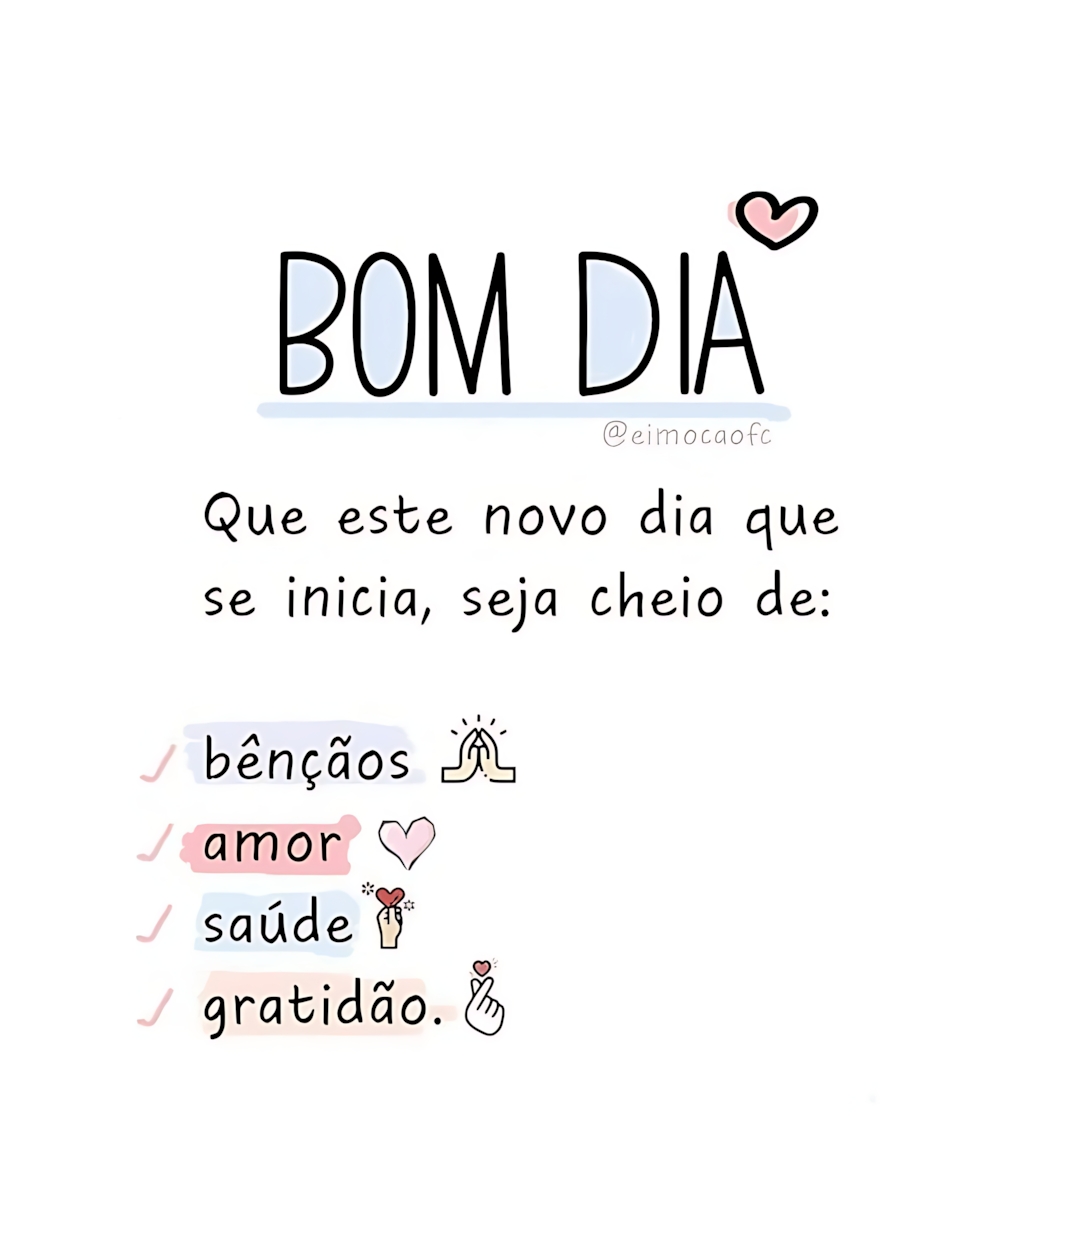 BOM DIA
@eimocaofc
Que este novo dia que
se inicia, seja cheio de:
bênçãos
amor
saúde
gratidão.